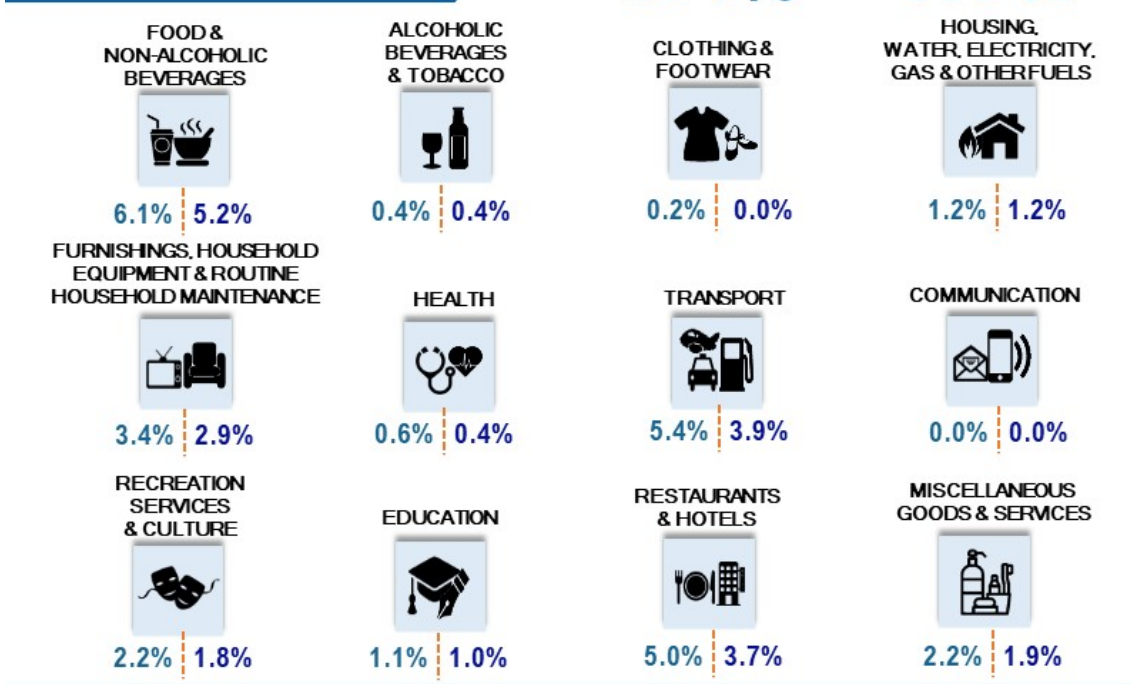 FOOD &
NON-ALCOHOLIC
BEVERAGES
6.1% 5.2%
ALCOHOLIC
BEVERAGES
& TOBACCO
0.4% 0.4%
CLOTHING &
FOOTWEAR
0.2% 0.0%
HOUSING,
WATER, ELECTRICITY,
GAS & OTHER FUELS
1.2% 1.2%
FURNISHINGS, HOUSEHOLD
EQUIPMENT & ROUTINE
HOUSEHOLD MAINTENANCE
3.4% 2.9%
HEALTH
0.6% 0.4%
TRANSPORT
5.4% 3.9%
COMMUNICATION
0.0% 0.0%
RECREATION
SERVICES
& CULTURE
2.2% 1.8%
EDUCATION
1.1% 1.0%
RESTAURANTS
& HOTELS
5.0% 3.7%
MISCELLANEOUS
GOODS & SERVICES
2.2% 1.9%